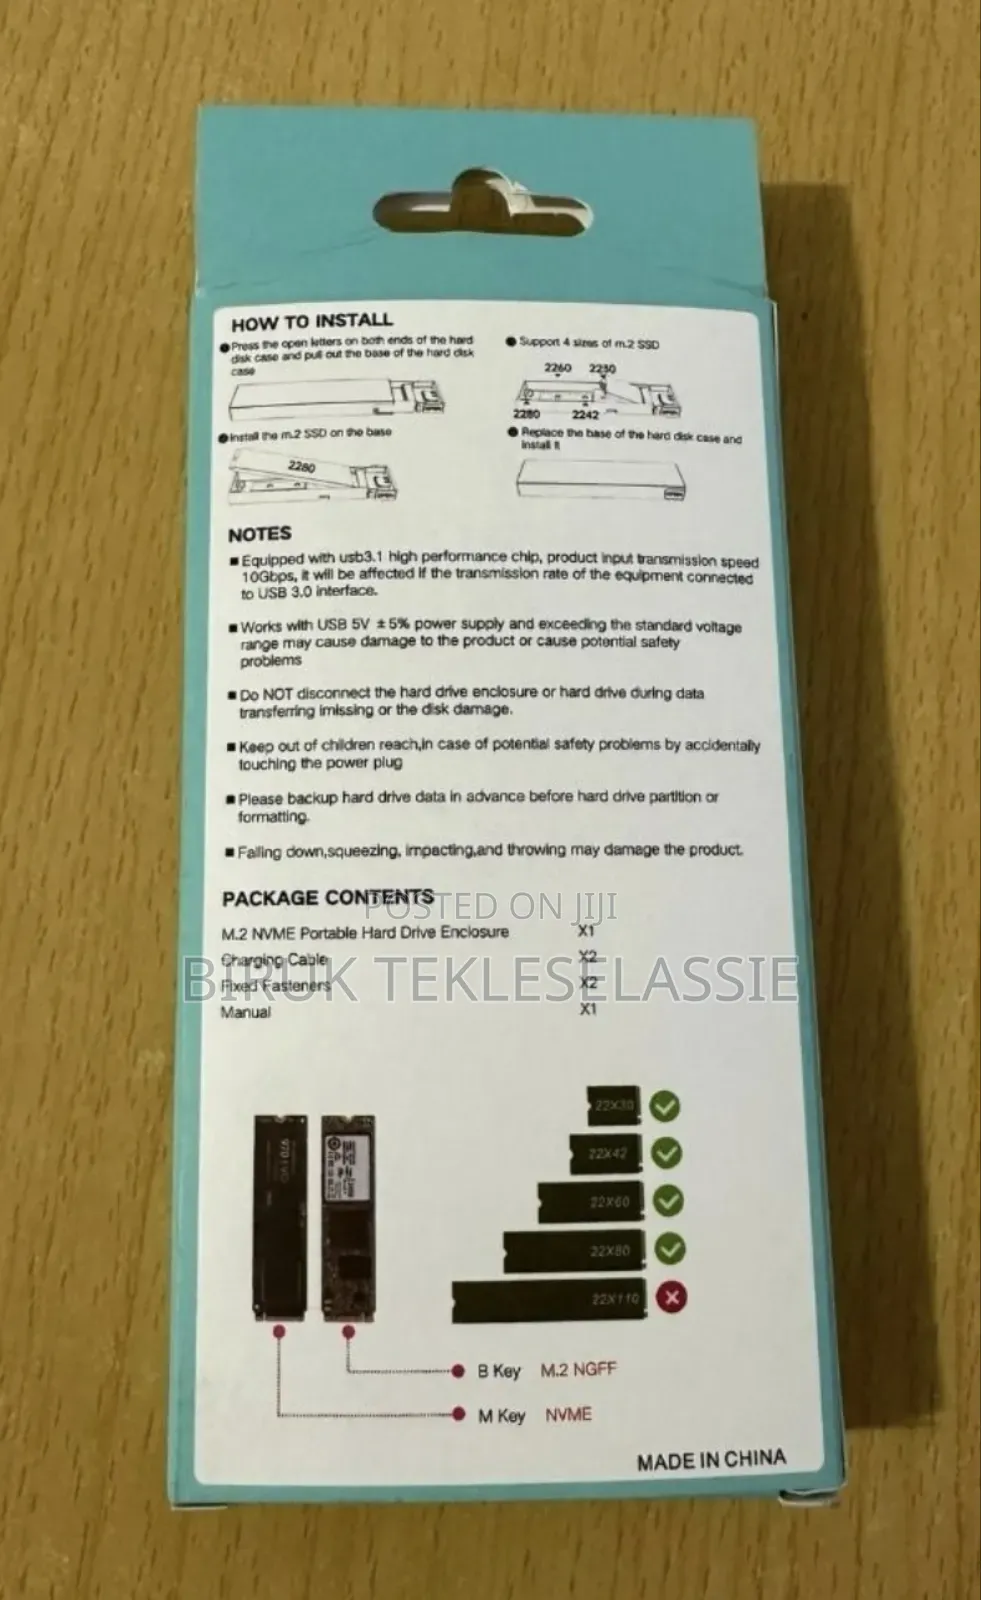 HOW TO INSTALL
Press the open letters on both ends of the hard
disk case and pull out the base of the hard disk
case
Support 4 sizes of m.2 SSD
2260 2230
2280 2242
Install the m.2 SSD on the base
2280
Replace the base of the hard disk case and
install it
NOTES
■ Equipped with usb3.1 high performance chip, product input transmission speed
10Gbps, it will be affected if the transmission rate of the equipment connected
to USB 3.0 interface.
■ Works with USB 5V ±5% power supply and exceeding the standard voltage
range may cause damage to the product or cause potential safety
problems
■ Do NOT disconnect the hard drive enclosure or hard drive during data
transferring imissing or the disk damage.
■ Keep out of children reach,in case of potential safety problems by accidentally
touching the power plug
■ Please backup hard drive data in advance before hard drive partition or
formatting.
■ Falling down,squeezing, impacting,and throwing may damage the product.
PACKAGE CONTENTS
POSTED ON JIJI
M.2 NVME Portable Hard Drive Enclosure X1
Charging Cable X2
BIRUK TEKLESELASSIE
Fixed Fasteners X2
Manual X1
22X30
22X42
22X60
22X80
22X110
970 EVO
B Key M.2 NGFF
M Key NVME
MADE IN CHINA